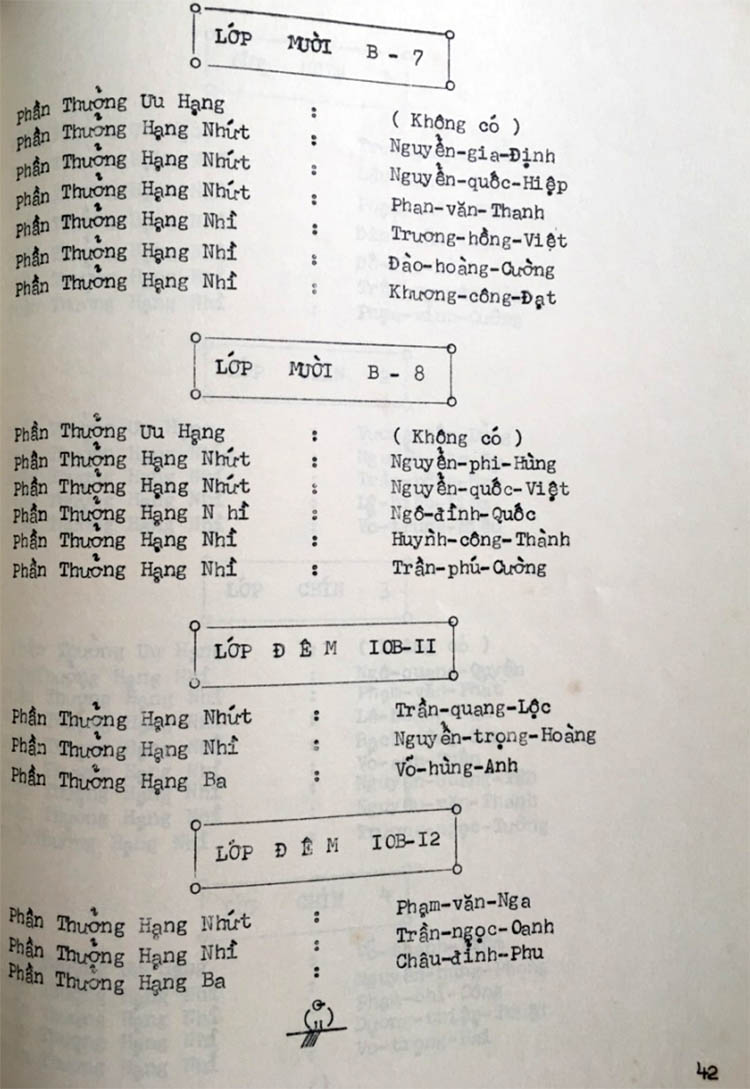 LỚP MƯỜI B - 7
Phần Thưởng Ưu Hạng : ( Không có )
Phần Thưởng Hạng Nhứt : Nguyễn-gia-Định
Phần Thưởng Hạng Nhứt : Nguyễn-quốc-Hiệp
Phần Thưởng Hạng Nhứt : Phan-văn-Thanh
Phần Thưởng Hạng Nhì : Trương-hồng-Việt
Phần Thưởng Hạng Nhì : Đào-hoàng-Cường
Phần Thưởng Hạng Nhì : Khương-công-Đạt
LỚP MƯỜI B - 8
Phần Thưởng Ưu Hạng : ( Không có )
Phần Thưởng Hạng Nhứt : Nguyễn-phi-Hùng
Phần Thưởng Hạng Nhứt : Nguyễn-quốc-Việt
Phần Thưởng Hạng N hì : Ngô-đình-Quốc
Phần Thưởng Hạng Nhì : Huỳnh-công-Thành
Phần Thưởng Hạng Nhì : Trần-phú-Cường
LỚP Đ Ê M IOB-II
Phần Thưởng Hạng Nhứt : Trần-quang-Lộc
Phần Thưởng Hạng Nhì : Nguyễn-trọng-Hoàng
Phần Thưởng Hạng Ba : Võ-hùng-Anh
LỚP Đ Ê M IOB-I2
Phần Thưởng Hạng Nhứt : Phạm-văn-Nga
Phần Thưởng Hạng Nhì : Trần-ngọc-Oanh
Phần Thưởng Hạng Ba : Châu-đình-Phu
42